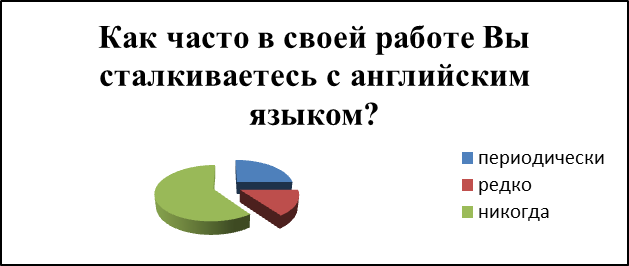 Как часто в своей работе Вы
сталкиваетесь с английским
языком?
периодически
редко
никогда